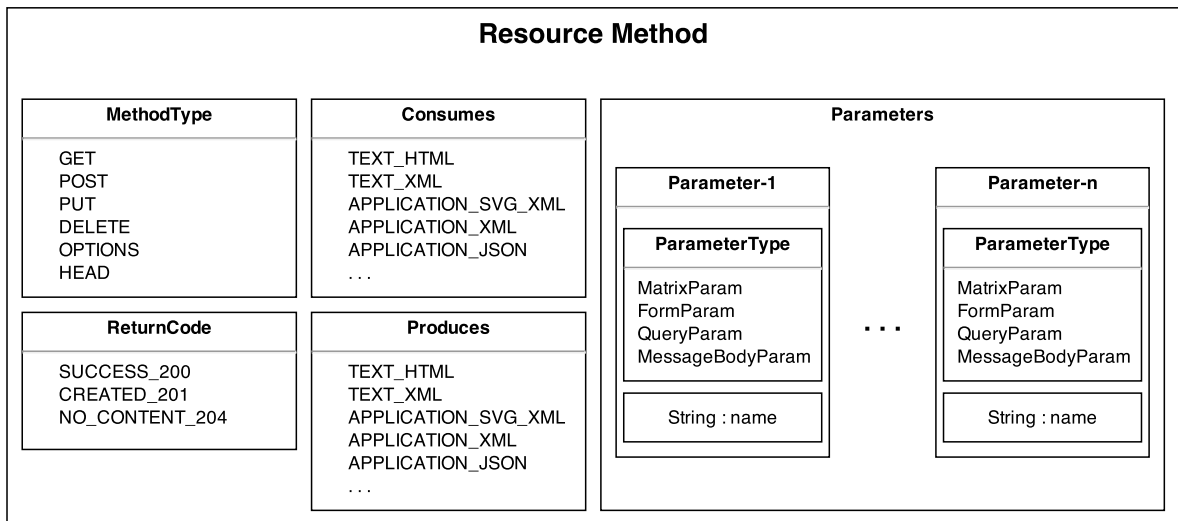 Resource Method
MethodType
GET
POST
PUT
DELETE
OPTIONS
HEAD
ReturnCode
SUCCESS_200
CREATED_201
NO_CONTENT_204
Consumes
TEXT_HTML
TEXT_XML
APPLICATION_SVG_XML
APPLICATION_XML
APPLICATION_JSON
. . .
Produces
TEXT_HTML
TEXT_XML
APPLICATION_SVG_XML
APPLICATION_XML
APPLICATION_JSON
. . .
Parameters
Parameter-1
ParameterType
MatrixParam
FormParam
QueryParam
MessageBodyParam
String : name
. . .
Parameter-n
ParameterType
MatrixParam
FormParam
QueryParam
MessageBodyParam
String : name